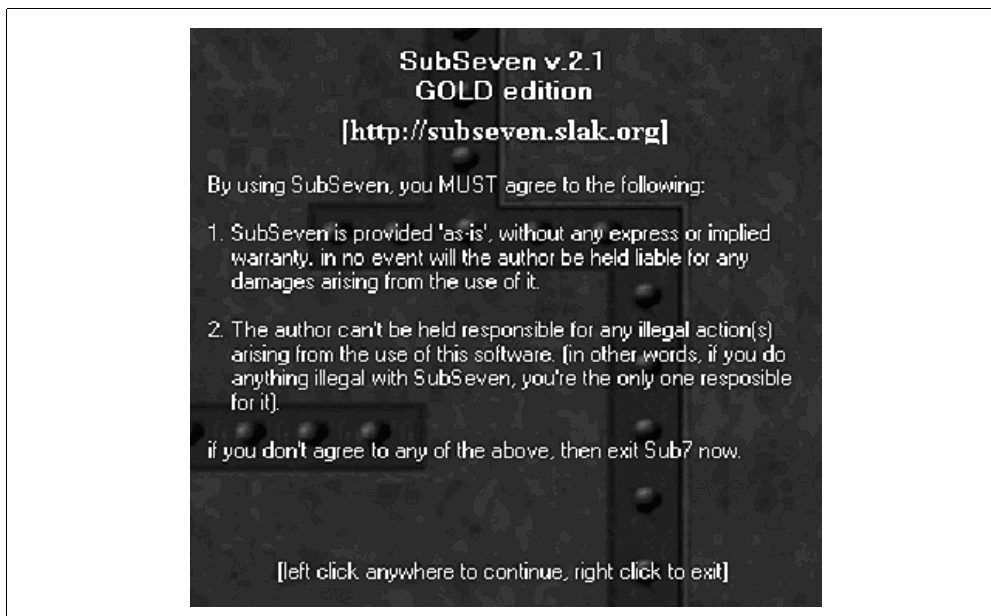 SubSeven v.2.1
GOLD edition
[http://subseven.slak.org]
By using SubSeven, you MUST agree to the following:
1. SubSeven is provided 'as-is', without any express or implied
warranty. in no event will the author be held liable for any
damages arising from the use of it.
2. The author can't be held responsible for any illegal action(s)
arising from the use of this software. (in other words, if you do
anything illegal with SubSeven, you're the only one resposible
for it).
if you don't agree to any of the above, then exit Sub7 now.
[left click anywhere to continue, right click to exit]